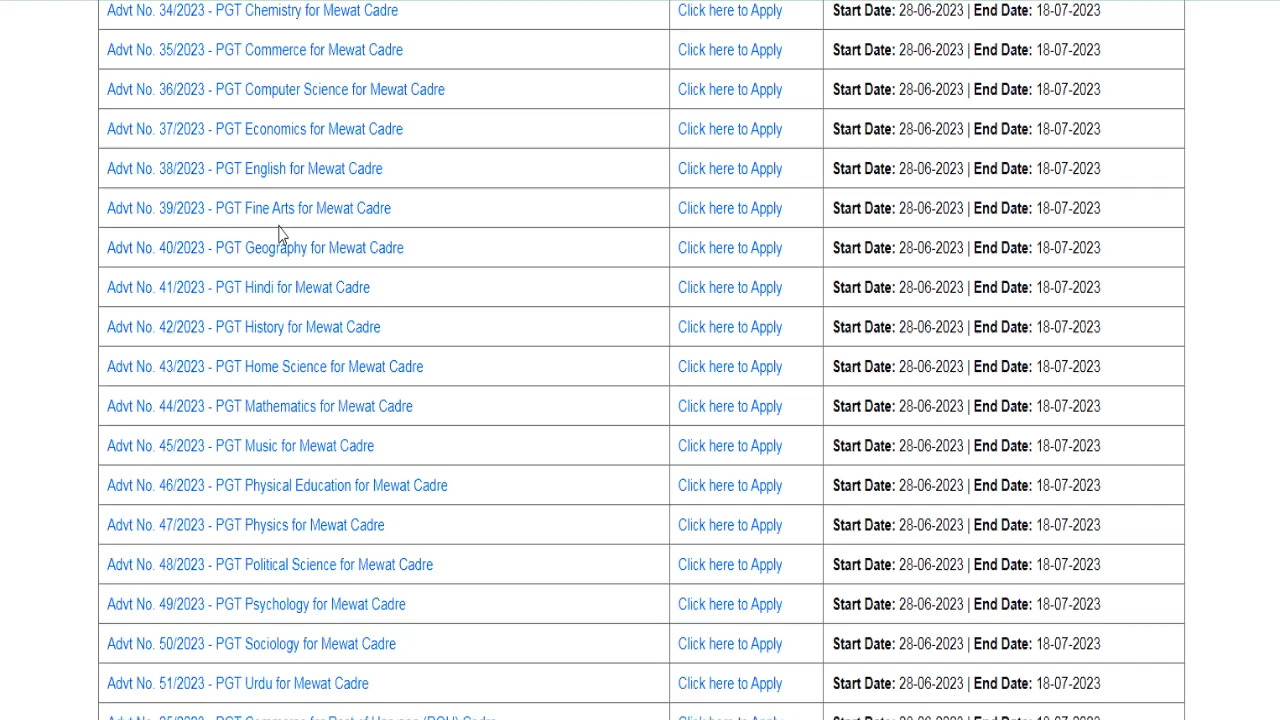 Advt No. 34/2023 - PGT Chemistry for Mewat Cadre Click here to Apply Start Date: 28-06-2023 | End Date: 18-07-2023
Advt No. 35/2023 - PGT Commerce for Mewat Cadre Click here to Apply Start Date: 28-06-2023 | End Date: 18-07-2023
Advt No. 36/2023 - PGT Computer Science for Mewat Cadre Click here to Apply Start Date: 28-06-2023 | End Date: 18-07-2023
Advt No. 37/2023 - PGT Economics for Mewat Cadre Click here to Apply Start Date: 28-06-2023 | End Date: 18-07-2023
Advt No. 38/2023 - PGT English for Mewat Cadre Click here to Apply Start Date: 28-06-2023 | End Date: 18-07-2023
Advt No. 39/2023 - PGT Fine Arts for Mewat Cadre Click here to Apply Start Date: 28-06-2023 | End Date: 18-07-2023
Advt No. 40/2023 - PGT Geography for Mewat Cadre Click here to Apply Start Date: 28-06-2023 | End Date: 18-07-2023
Advt No. 41/2023 - PGT Hindi for Mewat Cadre Click here to Apply Start Date: 28-06-2023 | End Date: 18-07-2023
Advt No. 42/2023 - PGT History for Mewat Cadre Click here to Apply Start Date: 28-06-2023 | End Date: 18-07-2023
Advt No. 43/2023 - PGT Home Science for Mewat Cadre Click here to Apply Start Date: 28-06-2023 | End Date: 18-07-2023
Advt No. 44/2023 - PGT Mathematics for Mewat Cadre Click here to Apply Start Date: 28-06-2023 | End Date: 18-07-2023
Advt No. 45/2023 - PGT Music for Mewat Cadre Click here to Apply Start Date: 28-06-2023 | End Date: 18-07-2023
Advt No. 46/2023 - PGT Physical Education for Mewat Cadre Click here to Apply Start Date: 28-06-2023 | End Date: 18-07-2023
Advt No. 47/2023 - PGT Physics for Mewat Cadre Click here to Apply Start Date: 28-06-2023 | End Date: 18-07-2023
Advt No. 48/2023 - PGT Political Science for Mewat Cadre Click here to Apply Start Date: 28-06-2023 | End Date: 18-07-2023
Advt No. 49/2023 - PGT Psychology for Mewat Cadre Click here to Apply Start Date: 28-06-2023 | End Date: 18-07-2023
Advt No. 50/2023 - PGT Sociology for Mewat Cadre Click here to Apply Start Date: 28-06-2023 | End Date: 18-07-2023
Advt No. 51/2023 - PGT Urdu for Mewat Cadre Click here to Apply Start Date: 28-06-2023 | End Date: 18-07-2023